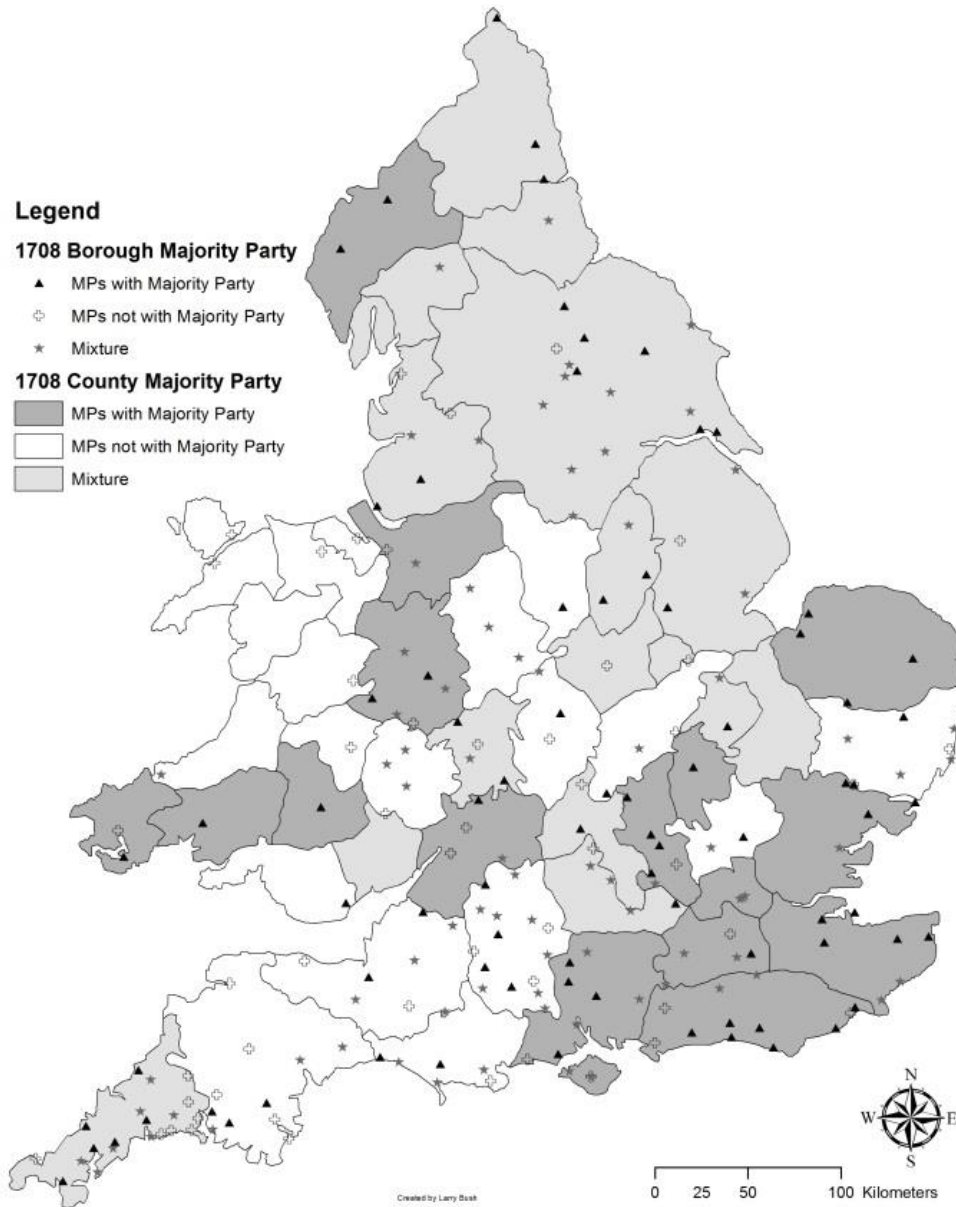 Legend
1708 Borough Majority Party
MPs with Majority Party
MPs not with Majority Party
Mixture
1708 County Majority Party
MPs with Majority Party
MPs not with Majority Party
Mixture
N
W E
S
0 25 50 100 Kilometers
Created by Larry Bush